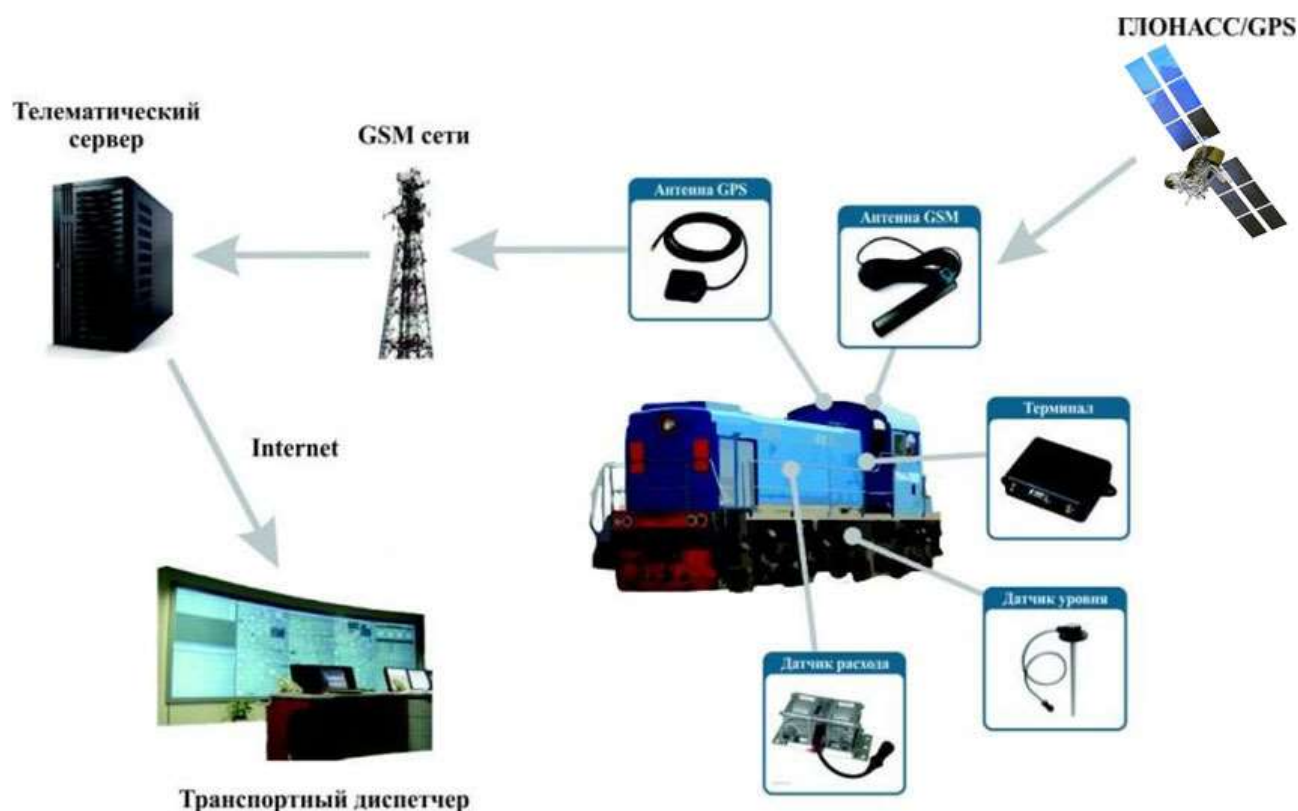 ГЛОНАСС/GPS
Телематический
сервер
GSM сети
Антенна GPS
Антенна GSM
Терминал
Internet
Датчик уровня
Датчик расхода
Транспортный диспетчер